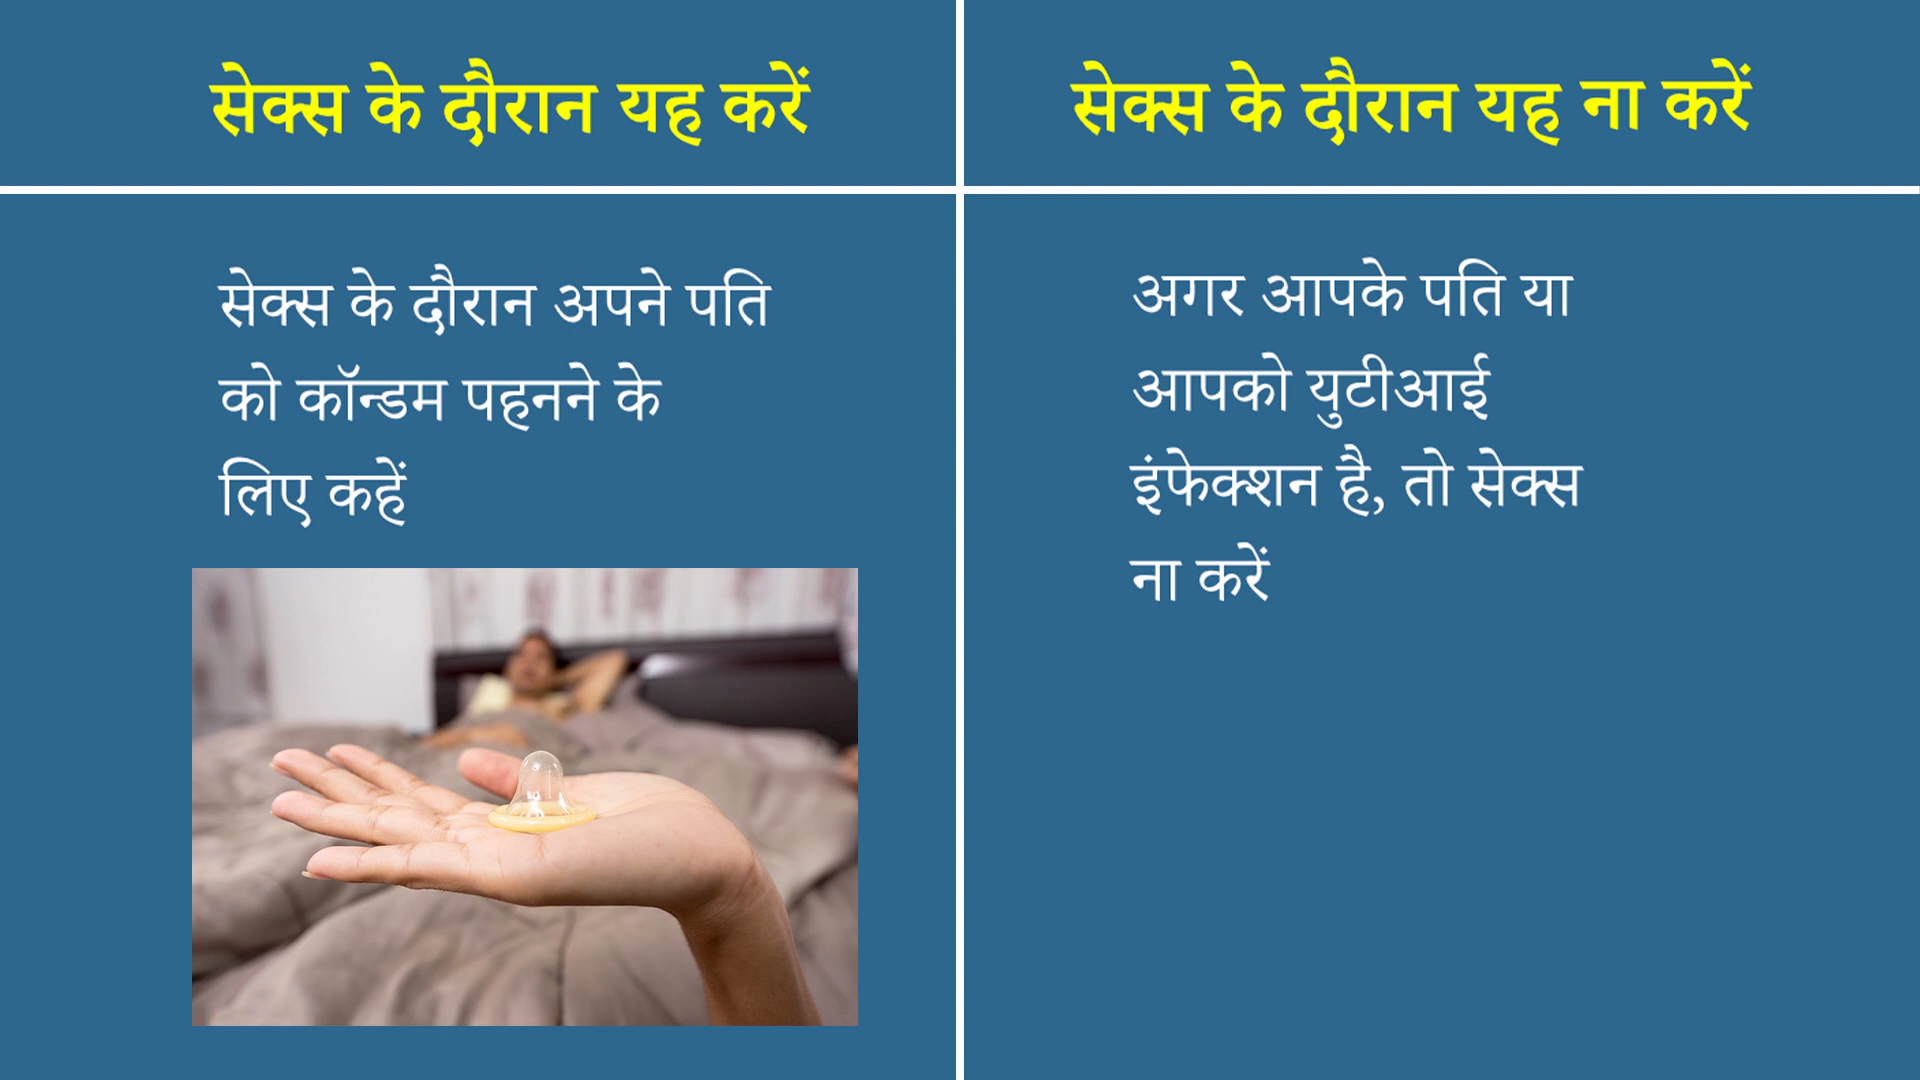 सेक्स के दौरान यह करें
सेक्स के दौरान यह ना करें
सेक्स के दौरान अपने पति
को कॉन्डम पहनने के
लिए कहें
अगर आपके पति या
आपको युटीआई
इंफेक्शन है, तो सेक्स
ना करें